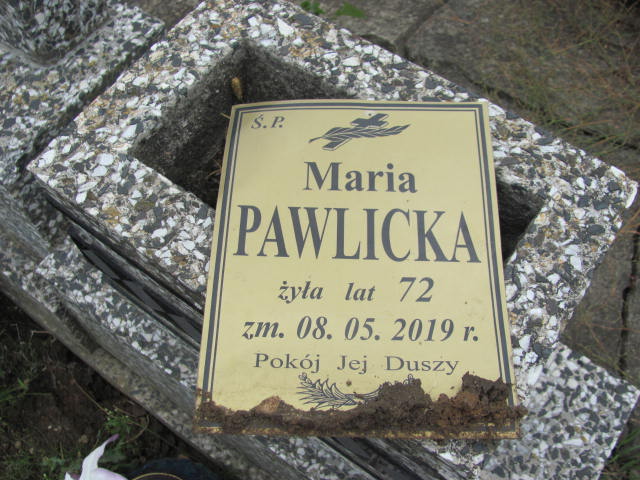 Ś.P.
Maria
PAWLICKA
żyła lat 72
zm. 08. 05. 2019 r.
Pokój Jej Duszy